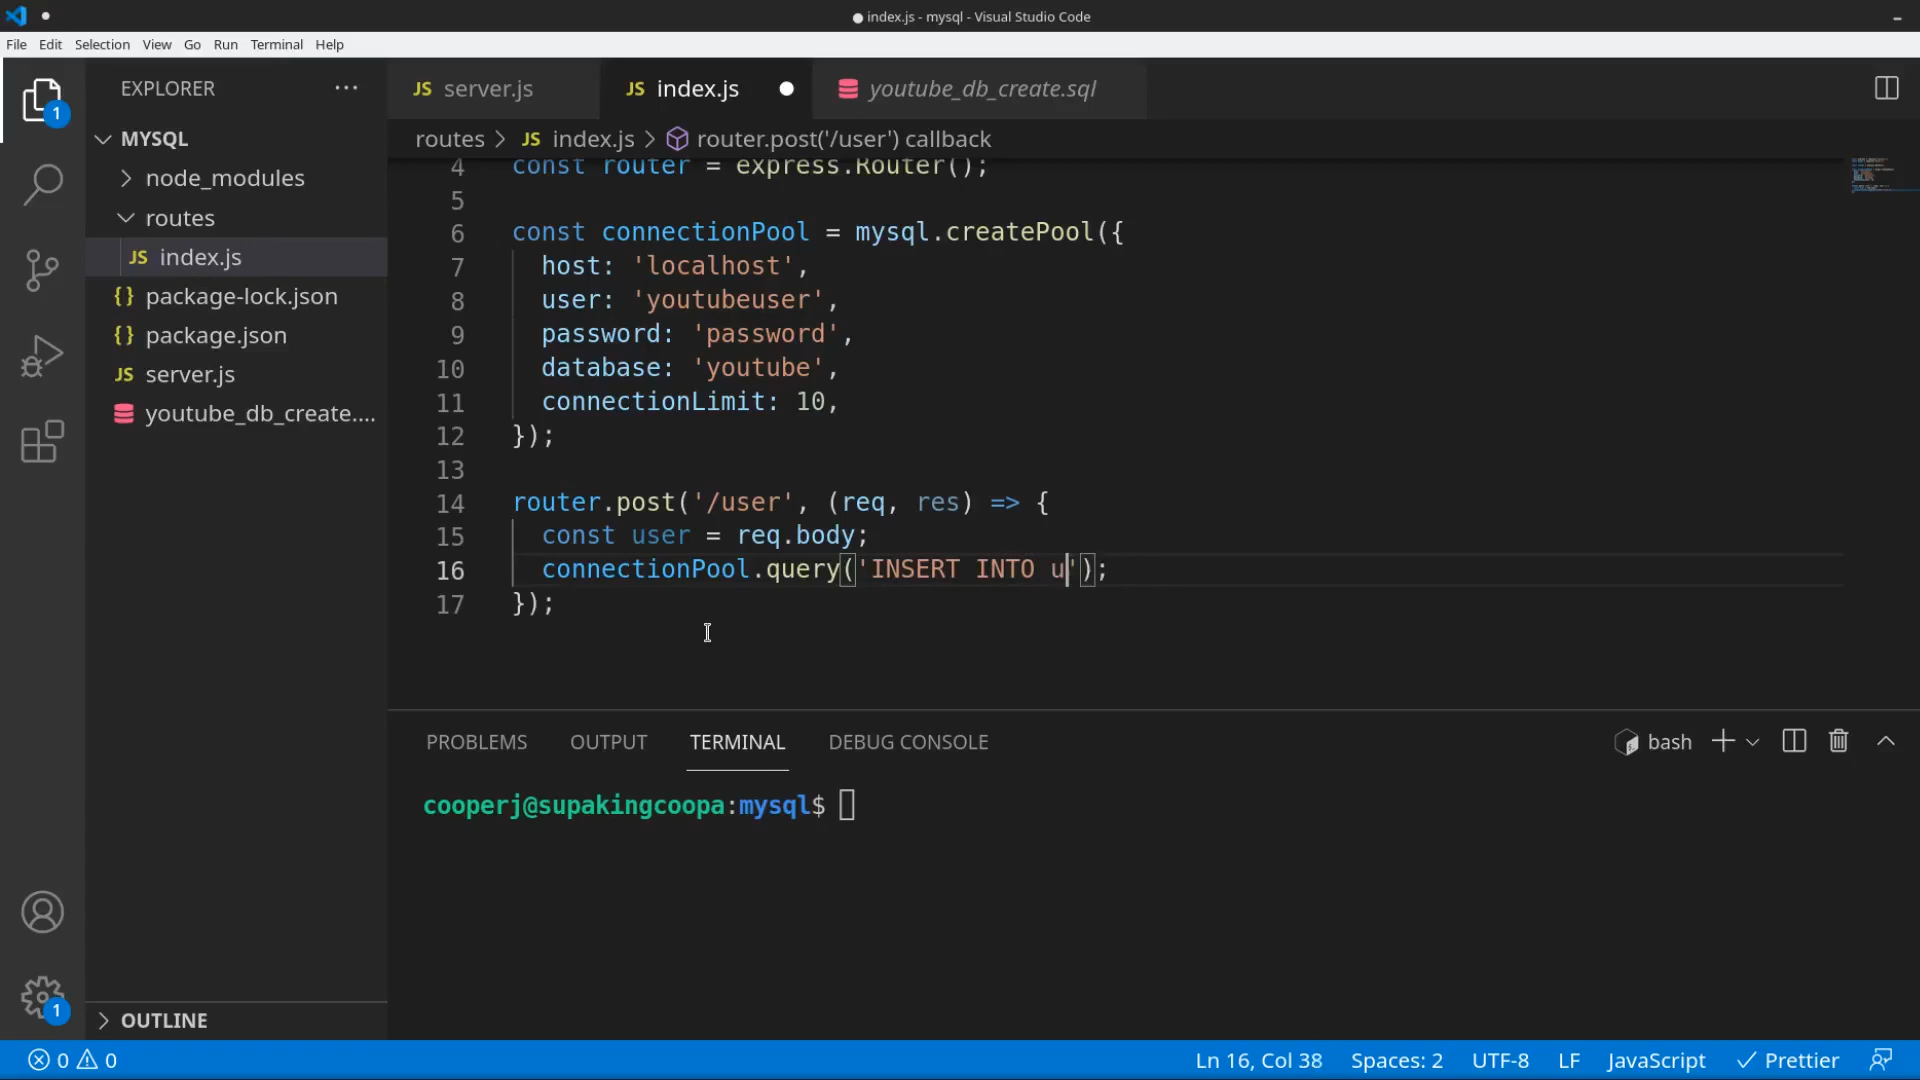 index.js - mysql - Visual Studio Code
File Edit Selection View Go Run Terminal Help
EXPLORER
MYSQL
node_modules
routes
JS index.js
{} package-lock.json
{} package.json
JS server.js
youtube_db_create....
OUTLINE
1
1
JS server.js
JS index.js
youtube_db_create.sql
routes > JS index.js > router.post('/user') callback
4 const router = express.Router();
5
6 const connectionPool = mysql.createPool({
7 host: 'localhost',
8 user: 'youtubeuser',
9 password: 'password',
10 database: 'youtube',
11 connectionLimit: 10,
12 });
13
14 router.post('/user', (req, res) => {
15 const user = req.body;
16 connectionPool.query('INSERT INTO u');
17 });
PROBLEMS OUTPUT TERMINAL DEBUG CONSOLE
bash
cooperj@supakingcoopa:mysql$
0 0
Ln 16, Col 38 Spaces: 2 UTF-8 LF JavaScript Prettier